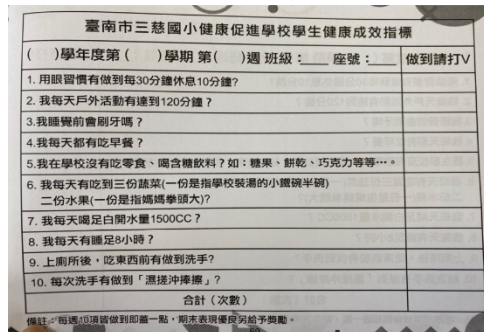 臺南市三慈國小健康促進學校學生健康成效指標
(　)學年度第(　)學期 第(　)週 班級：　　座號：　　做到請打V
1. 用眼習慣有做到每30分鐘休息10分鐘?
2. 我每天戶外活動有達到120分鐘？
3.我睡覺前會刷牙嗎？
4.我每天都有吃早餐？
5.我在學校沒有吃零食、喝含糖飲料？如：糖果、餅乾、巧克力等等…。
6. 我每天有吃到三份蔬菜(一份是指學校裝湯的小鐵碗半碗)
二份水果(一份是指媽媽拳頭大)?
7. 我每天喝足白開水量1500CC？
8. 我每天有睡足8小時？
9. 上廁所後，吃東西前有做到洗手?
10. 每次洗手有做到「濕搓沖捧擦」?
合計（次數）
備註：每週10項皆做到即蓋一點，期末表現優良另給予獎勵。